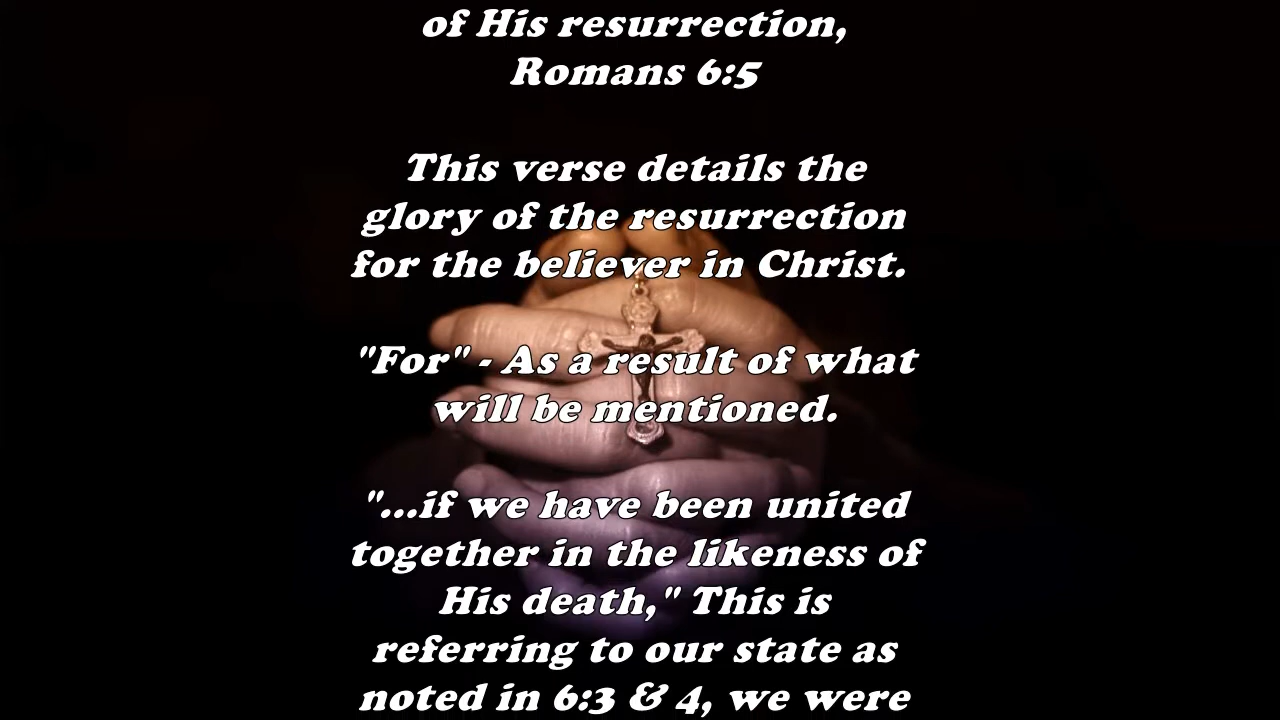 of His resurrection,
Romans 6:5
This verse details the
glory of the resurrection
for the believer in Christ.
"For" - As a result of what
will be mentioned.
"...if we have been united
together in the likeness of
His death," This is
referring to our state as
noted in 6:3 & 4, we were